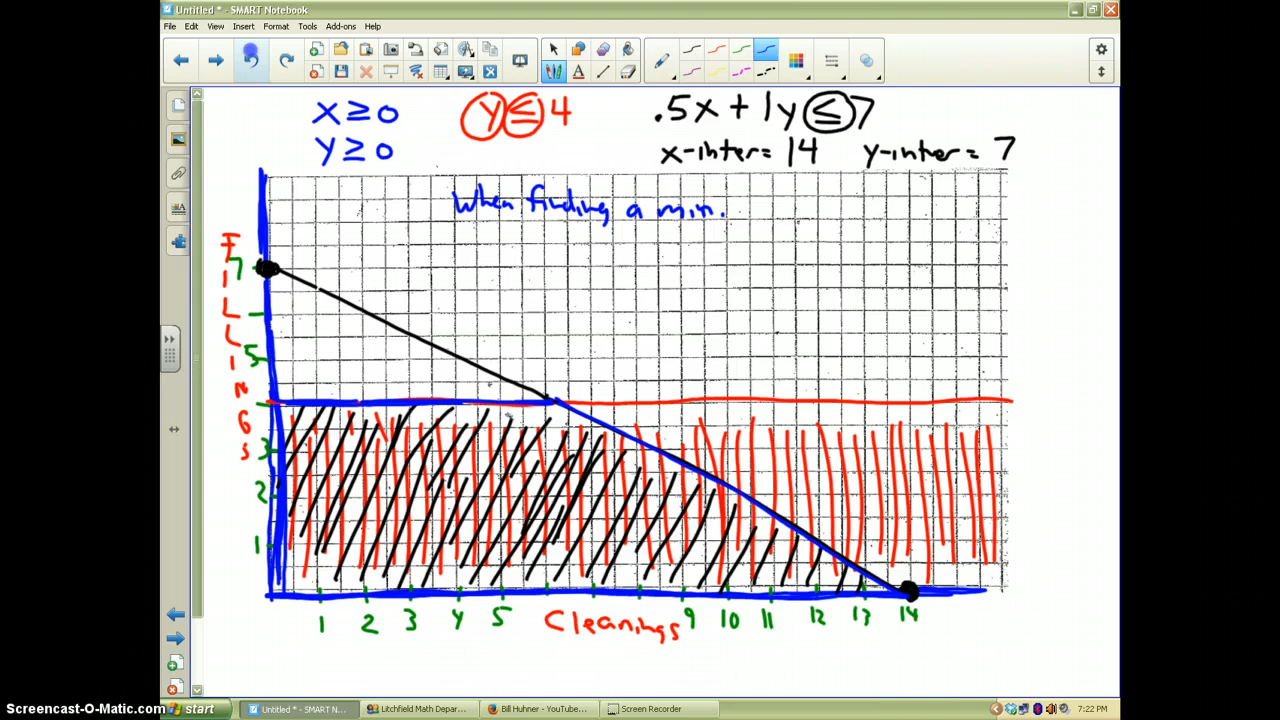 Untitled * - SMART Notebook
File Edit View Insert Format Tools Add-ons Help
X ≥ 0
y ≤ 4
.5x + 1y ≤ 7
Y ≥ 0
x-inter = 14
y-inter = 7
When finding a min.
FILLINGS
7
5
3
2
1
1 2 3 4 5 9 10 11 12 13 14
Cleanings
Screencast-O-Matic.com
start
Untitled * - SMART N...
Litchfield Math Depar...
Bill Huhner - YouTube...
Screen Recorder
7:22 PM